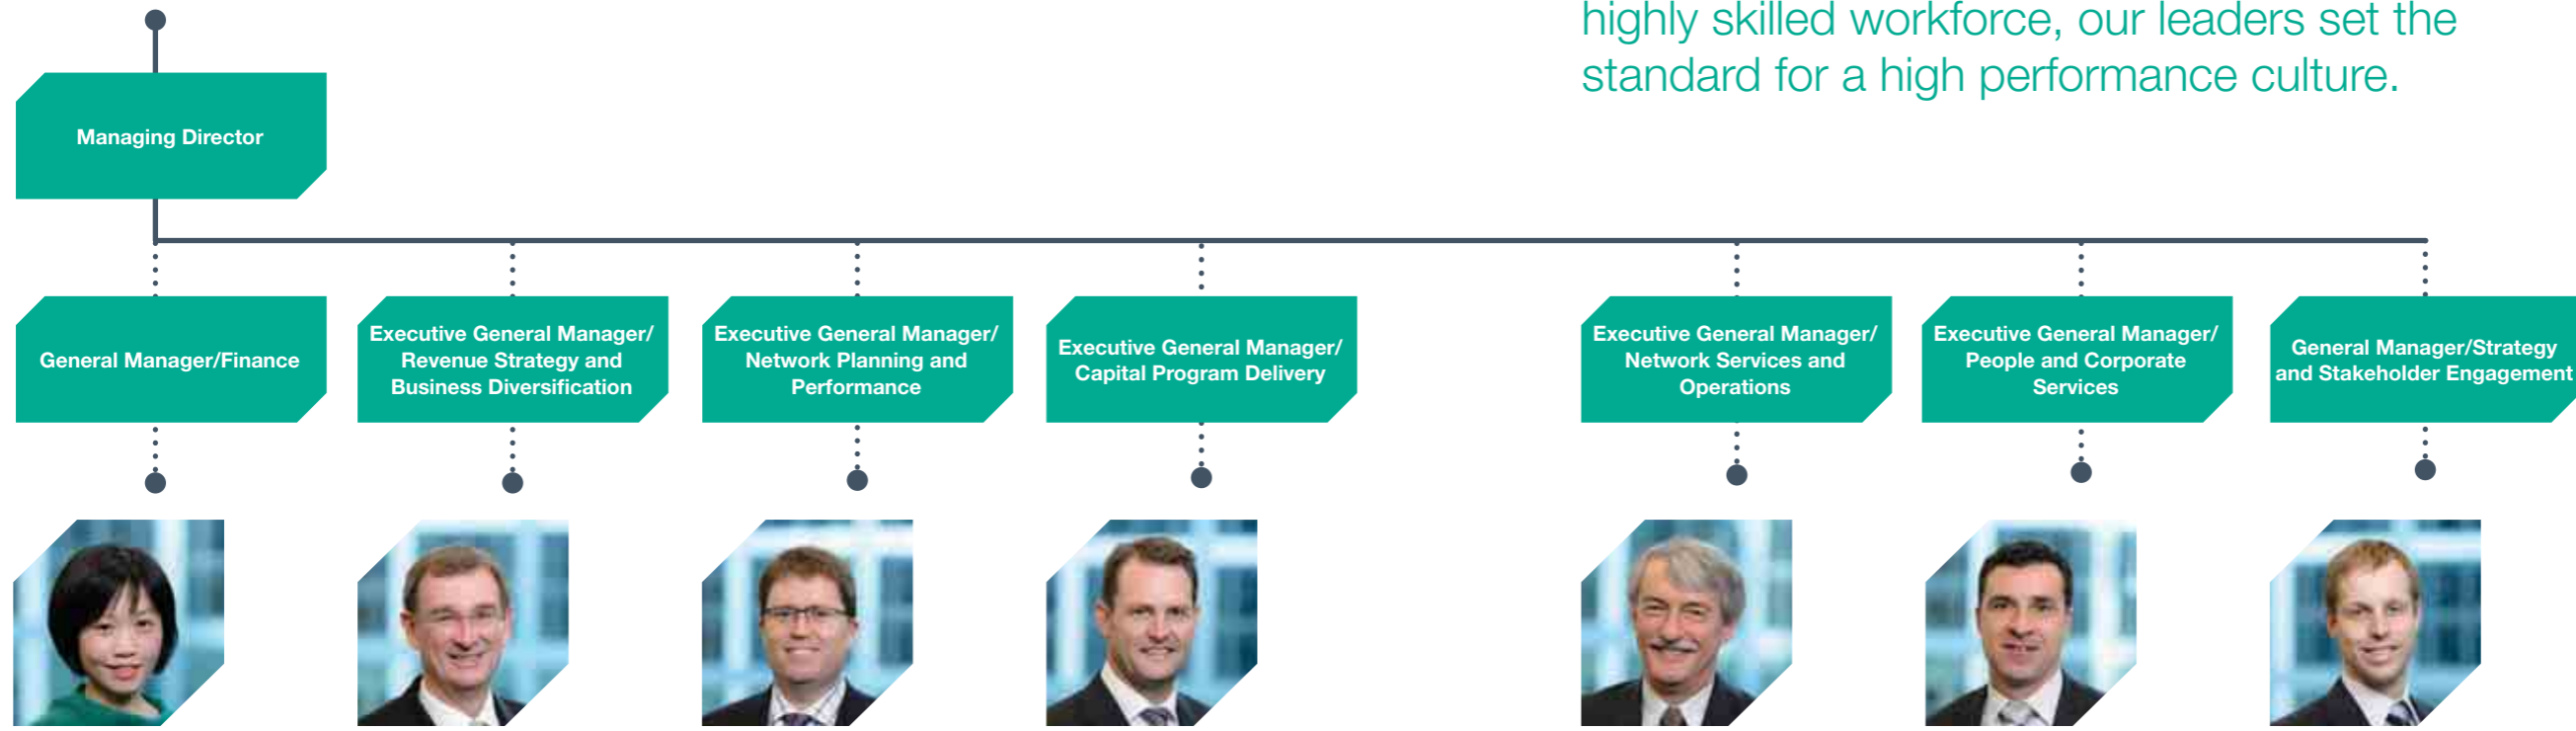 highly skilled workforce, our leaders set the
standard for a high performance culture.
Managing Director
General Manager/Finance
Executive General Manager/
Revenue Strategy and
Business Diversification
Executive General Manager/
Network Planning and
Performance
Executive General Manager/
Capital Program Delivery
Executive General Manager/
Network Services and
Operations
Executive General Manager/
People and Corporate
Services
General Manager/Strategy
and Stakeholder Engagement